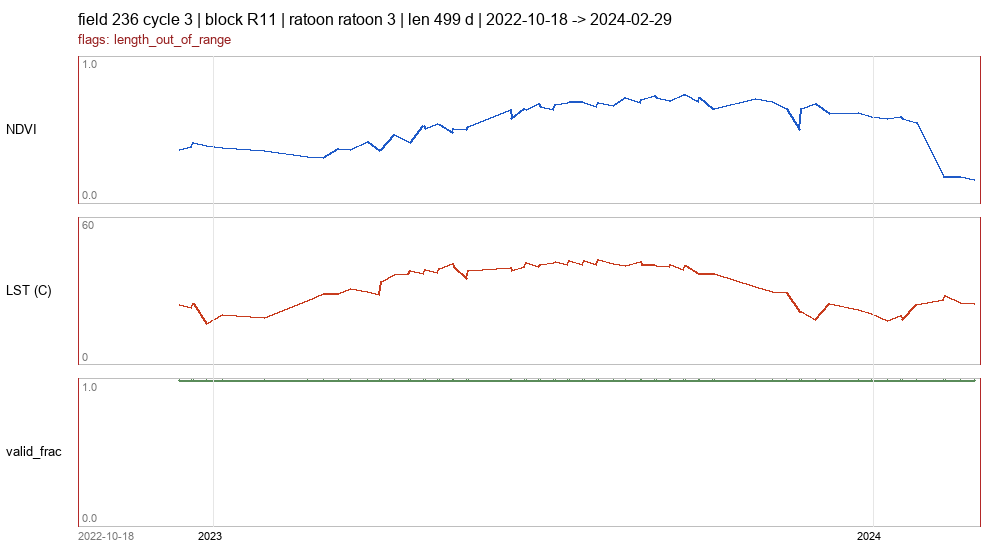 field 236 cycle 3 | block R11 | ratoon ratoon 3 | len 499 d | 2022-10-18 -> 2024-02-29
flags: length_out_of_range
1.0
NDVI
0.0
60
LST (C)
0
1.0
valid_frac
0.0
2022-10-18
2023
2024